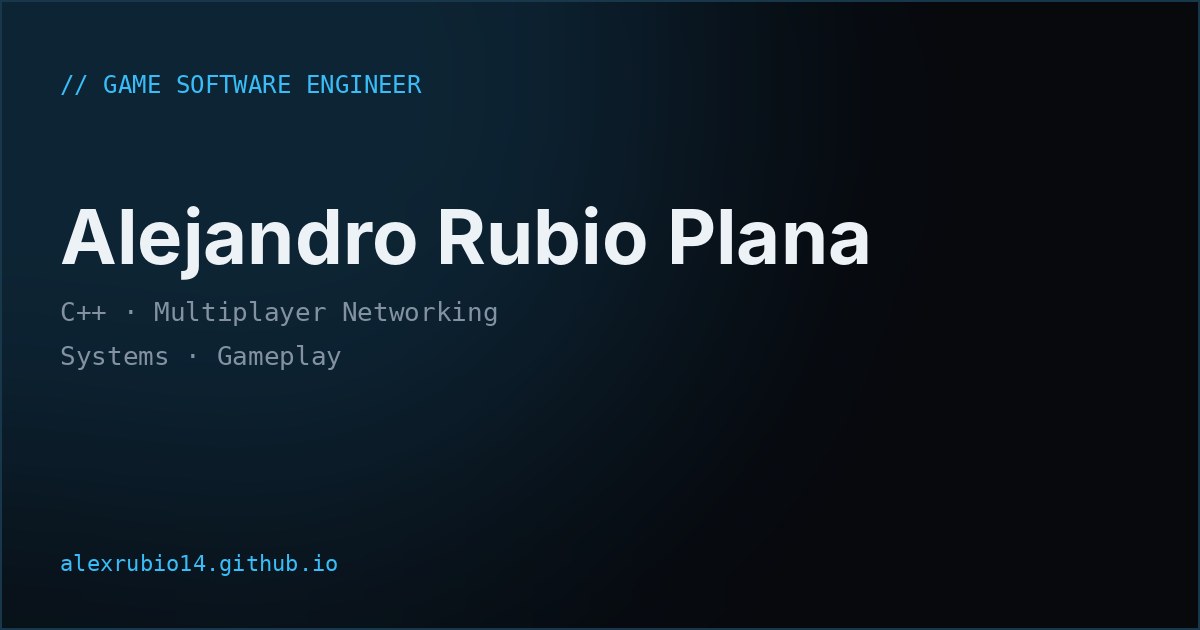 // GAME SOFTWARE ENGINEER
Alejandro Rubio Plana
C++ · Multiplayer Networking
Systems · Gameplay
alexrubio14.github.io